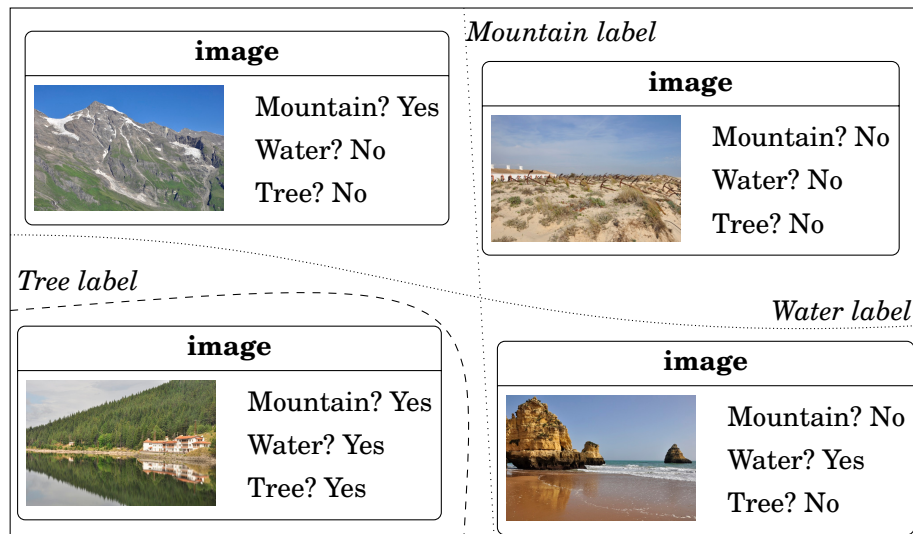 Mountain label
image
Mountain? Yes
Water? No
Tree? No
image
Mountain? No
Water? No
Tree? No
Tree label
Water label
image
Mountain? Yes
Water? Yes
Tree? Yes
image
Mountain? No
Water? Yes
Tree? No